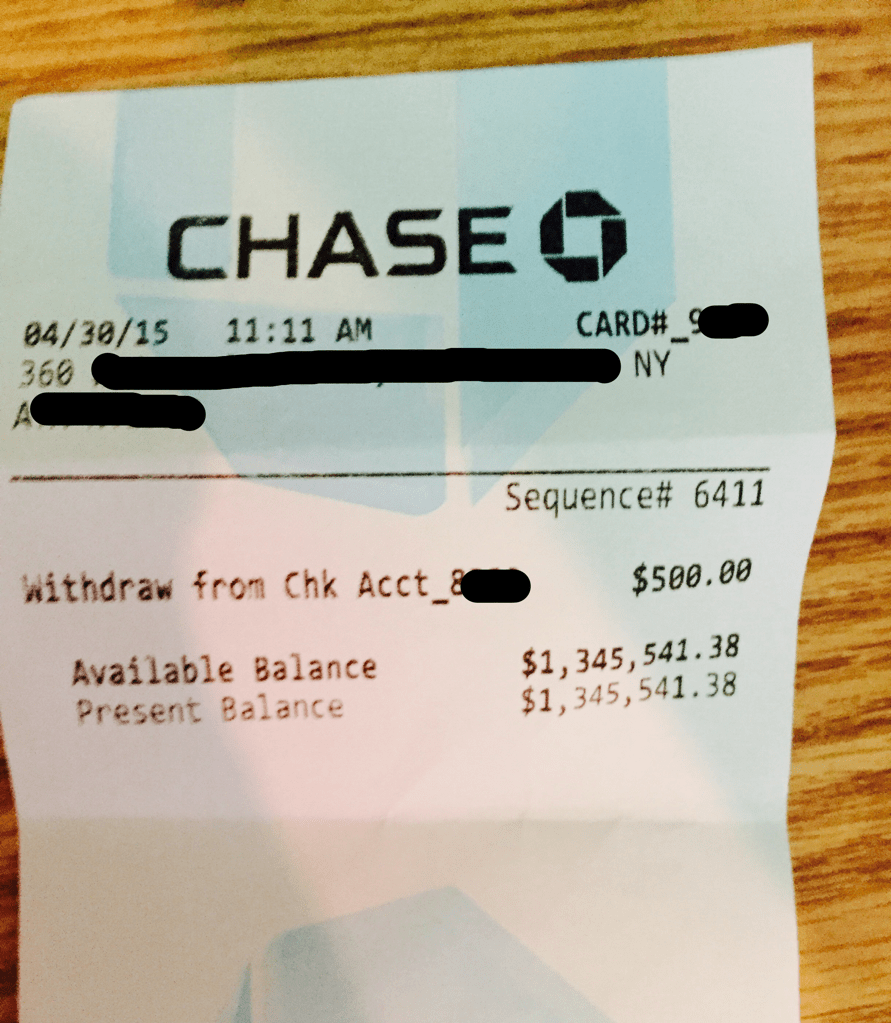 CHASE
04/30/15 11:11 AM CARD#_9
360 NY
A
Sequence# 6411
Withdraw from Chk Acct_8 $500.00
Available Balance $1,345,541.38
Present Balance $1,345,541.38